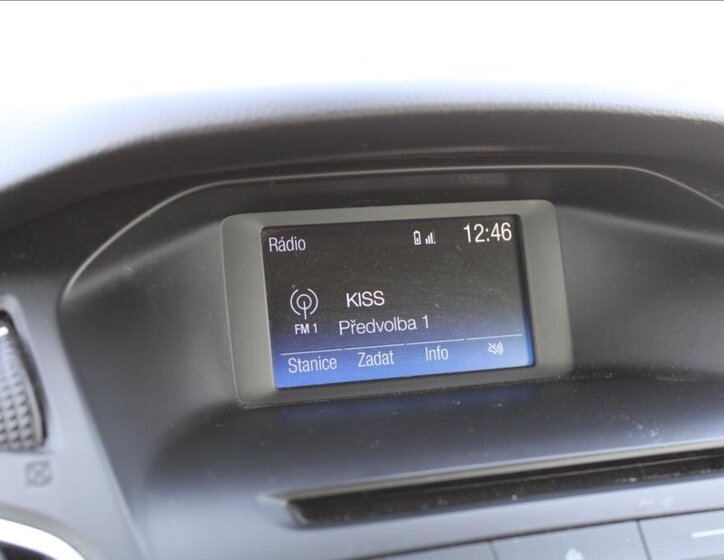 Rádio 12:46
KISS
FM 1 Předvolba 1
Stanice Zadat Info